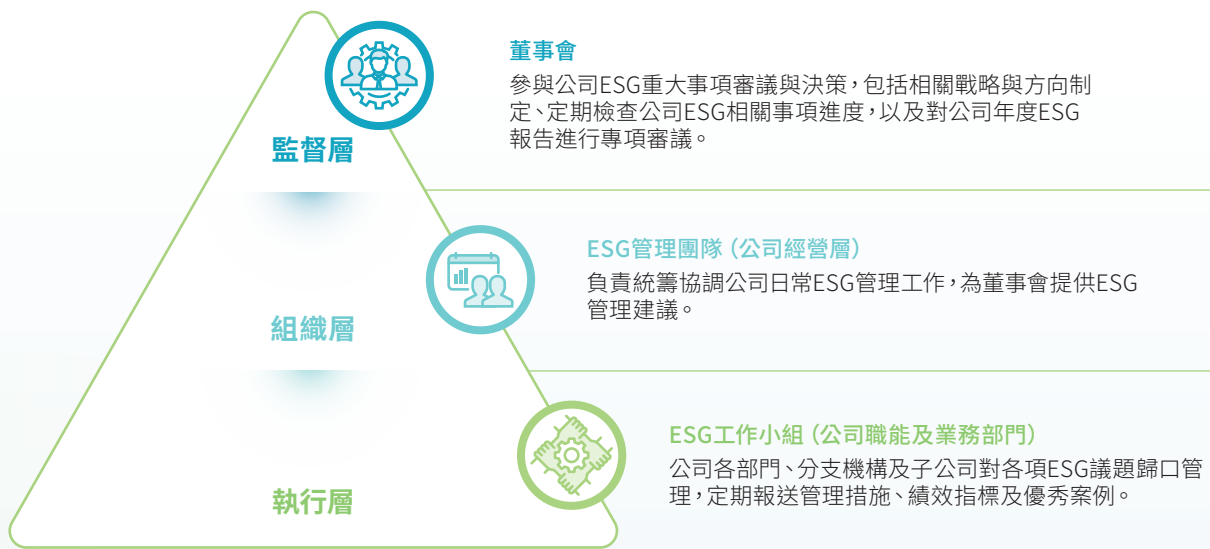 董事會
參與公司ESG重大事項審議與決策，包括相關戰略與方向制
定、定期檢查公司ESG相關事項進度，以及對公司年度ESG
報告進行專項審議。
監督層
ESG管理團隊（公司經營層）
負責統籌協調公司日常ESG管理工作，為董事會提供ESG
管理建議。
組織層
ESG工作小組（公司職能及業務部門）
公司各部門、分支機構及子公司對各項ESG議題歸口管
理，定期報送管理措施、績效指標及優秀案例。
執行層